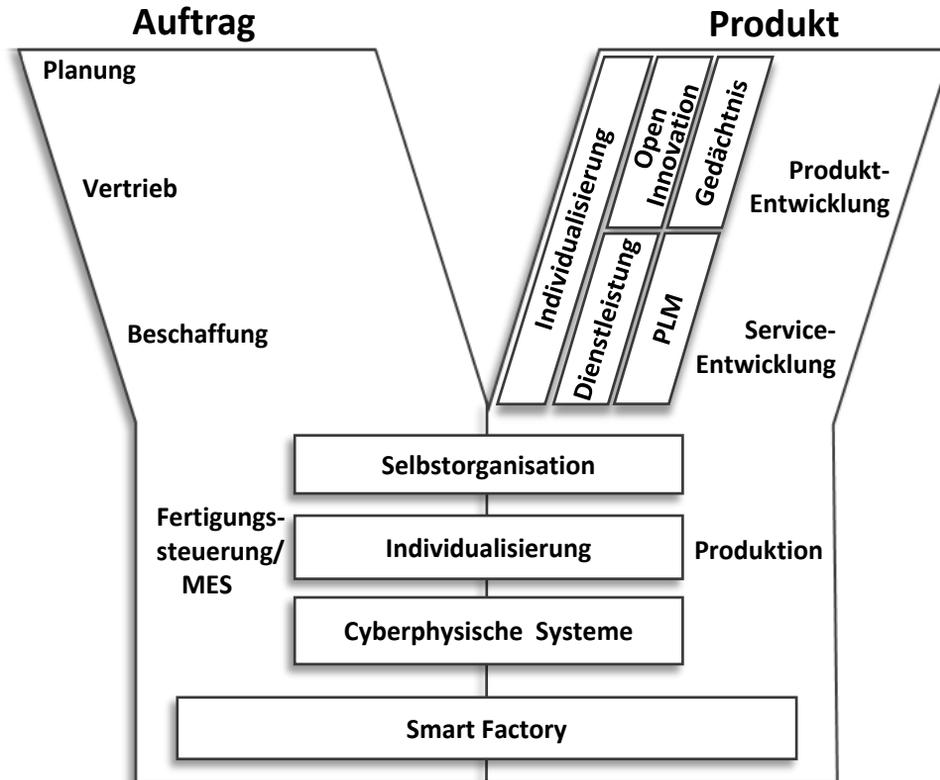 Auftrag
Produkt
Planung
Vertrieb
Beschaffung
Individualisierung
Open
Innovation
Gedächtnis
Dienstleistung
PLM
Produkt-
Entwicklung
Service-
Entwicklung
Selbstorganisation
Fertigungs-
steuerung/
MES
Individualisierung
Produktion
Cyberphysische Systeme
Smart Factory